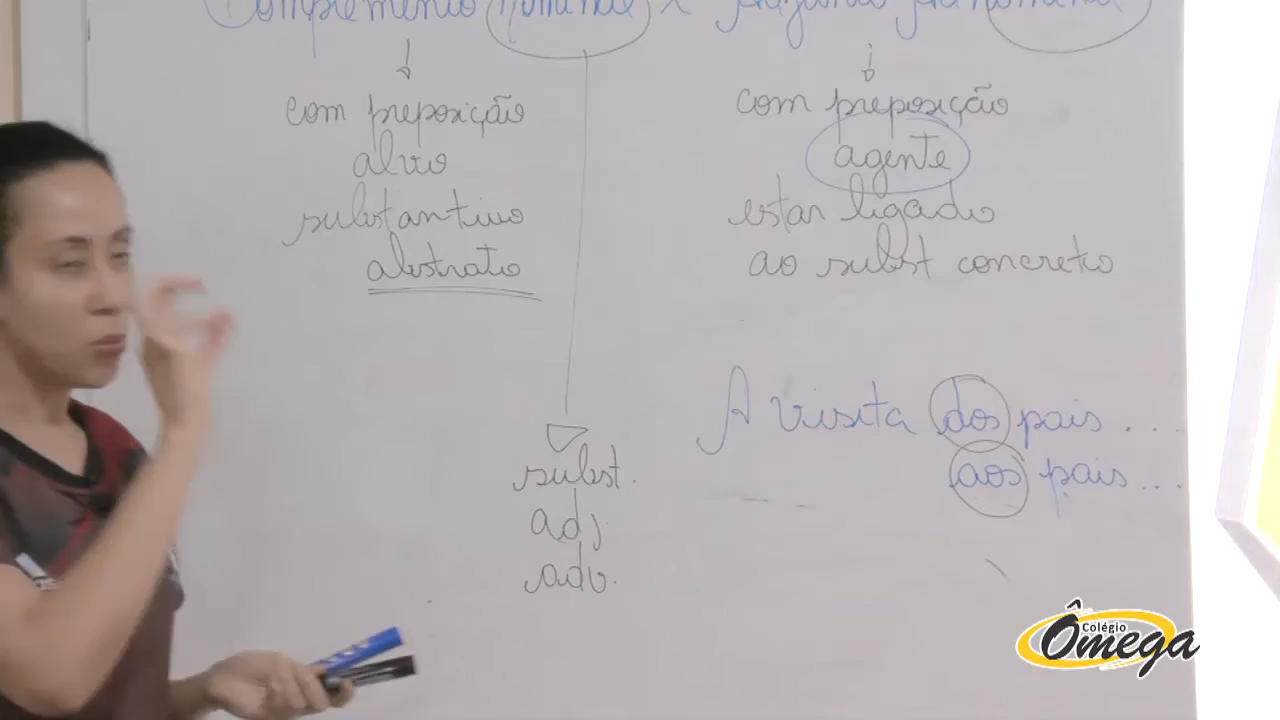 Complemento nominal x Adjunto Adnominal
com preposição
alvo
substantivo
abstrato
subst.
adj
adv.
com preposição
agente
estar ligado
ao subst concreto
A visita dos pais ...
aos pais ...
Colégio
Ômega